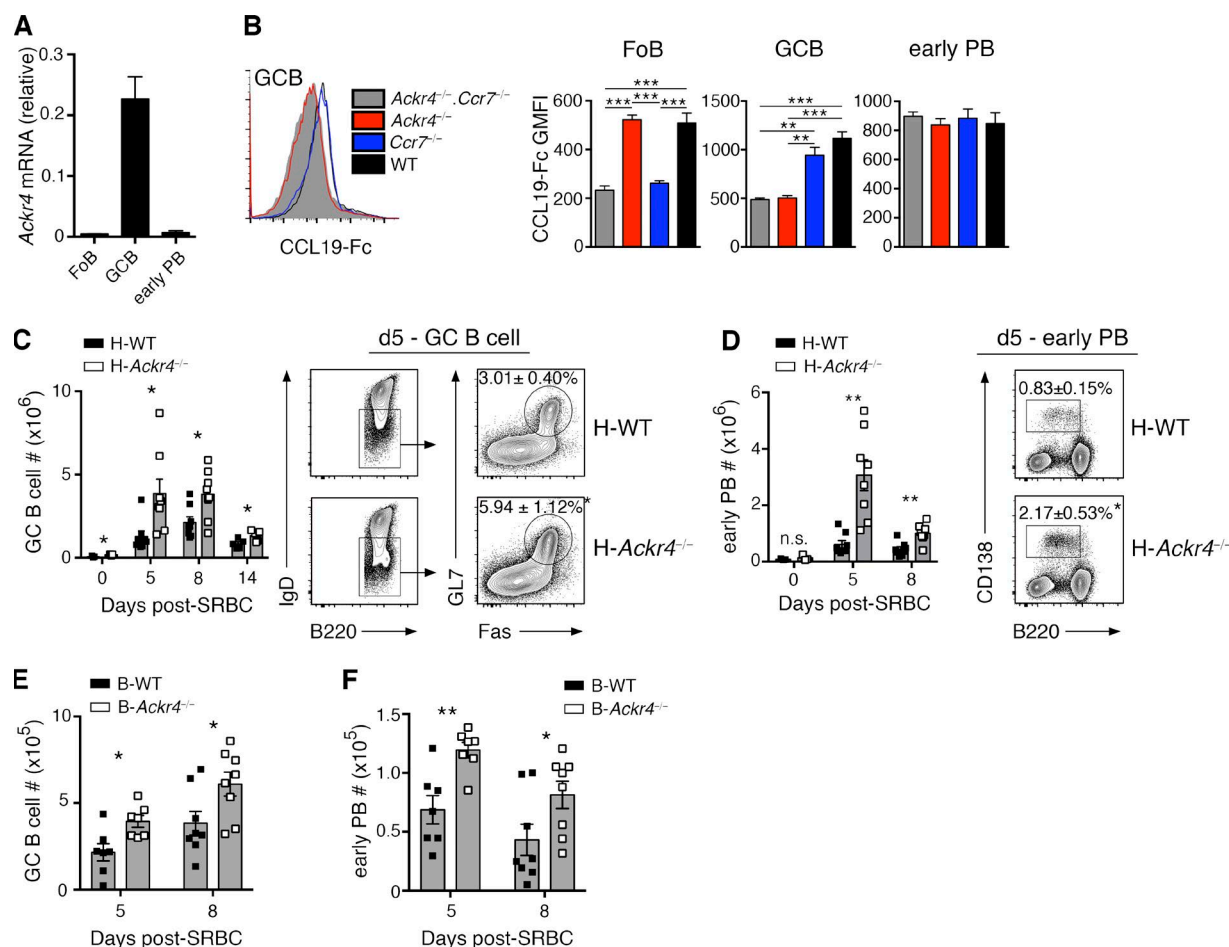 A
Ackr4 mRNA (relative)
0.3
0.2
0.1
0
FoB
GCB
early PB
B
GCB
CCL19-Fc
Ackr4–/–.Ccr7–/–
Ackr4–/–
Ccr7–/–
WT
FoB
CCL19-Fc GMFI
600
400
200
0
***
***
***
***
GCB
1500
1000
500
0
***
***
**
**
early PB
1000
800
600
400
200
0
C
H-WT
H-Ackr4–/–
GC B cell # (x10⁶)
10
5
0
*
*
*
*
0 5 8 14
Days post-SRBC
d5 - GC B cell
IgD
B220
GL7
Fas
3.01± 0.40%
H-WT
5.94 ± 1.12%*
H-Ackr4–/–
D
H-WT
H-Ackr4–/–
early PB # (x10⁶)
6
3
0
n.s.
**
**
0 5 8
Days post-SRBC
d5 - early PB
0.83±0.15%
H-WT
2.17±0.53%*
H-Ackr4–/–
CD138
B220
E
B-WT
B-Ackr4–/–
GC B cell # (x10⁵)
10
5
0
*
*
5 8
Days post-SRBC
F
B-WT
B-Ackr4–/–
early PB # (x10⁵)
1.5
1.0
0.5
0
**
*
5 8
Days post-SRBC